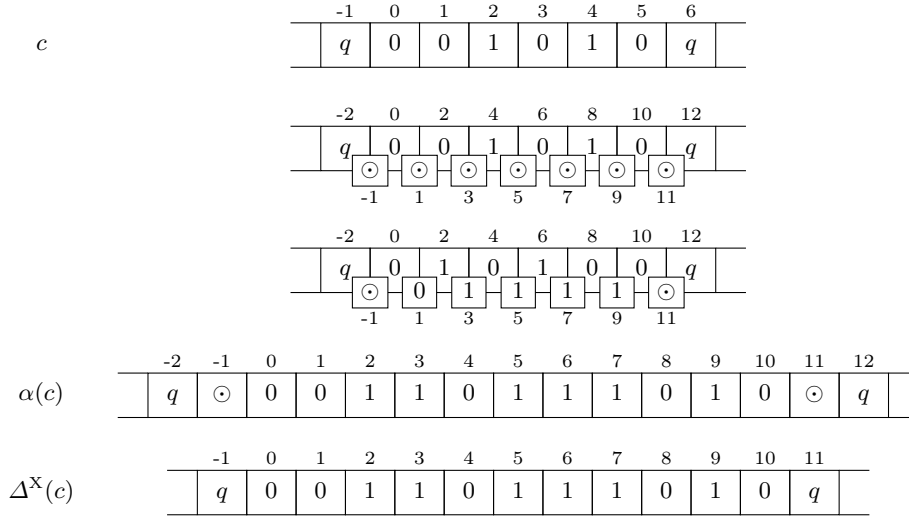 -1 0 1 2 3 4 5 6
c q 0 0 1 0 1 0 q
-2 0 2 4 6 8 10 12
q 0 0 1 0 1 0 q
⊙ ⊙ ⊙ ⊙ ⊙ ⊙ ⊙
-1 1 3 5 7 9 11
-2 0 2 4 6 8 10 12
q 0 1 0 1 0 0 q
⊙ 0 1 1 1 1 ⊙
-1 1 3 5 7 9 11
-2 -1 0 1 2 3 4 5 6 7 8 9 10 11 12
α(c) q ⊙ 0 0 1 1 0 1 1 1 0 1 0 ⊙ q
-1 0 1 2 3 4 5 6 7 8 9 10 11
Δ^X(c) q 0 0 1 1 0 1 1 1 0 1 0 q